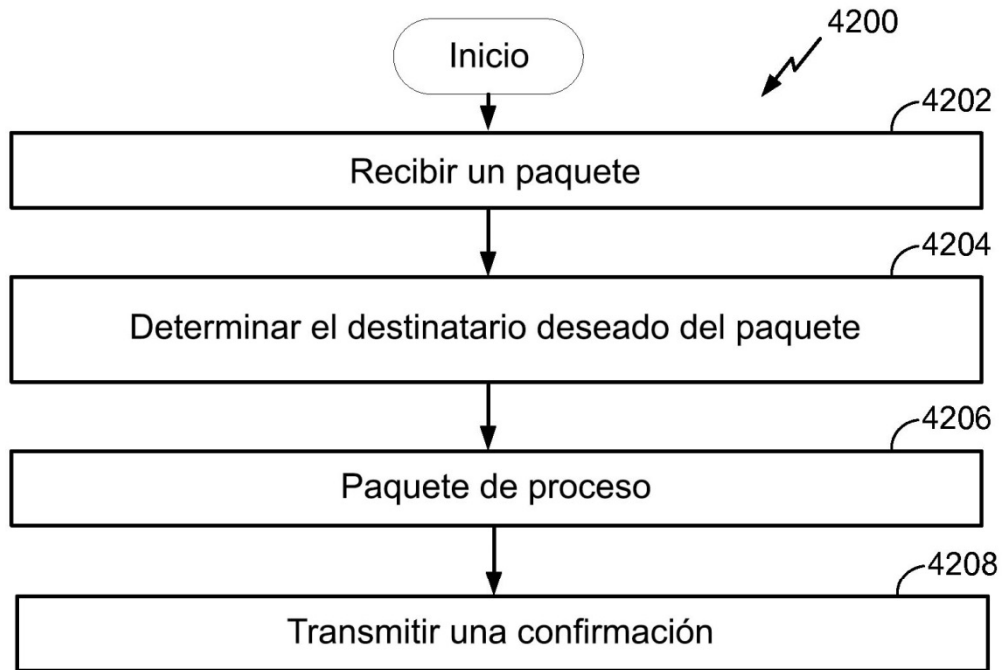 4200
Inicio
4202
Recibir un paquete
4204
Determinar el destinatario deseado del paquete
4206
Paquete de proceso
4208
Transmitir una confirmación